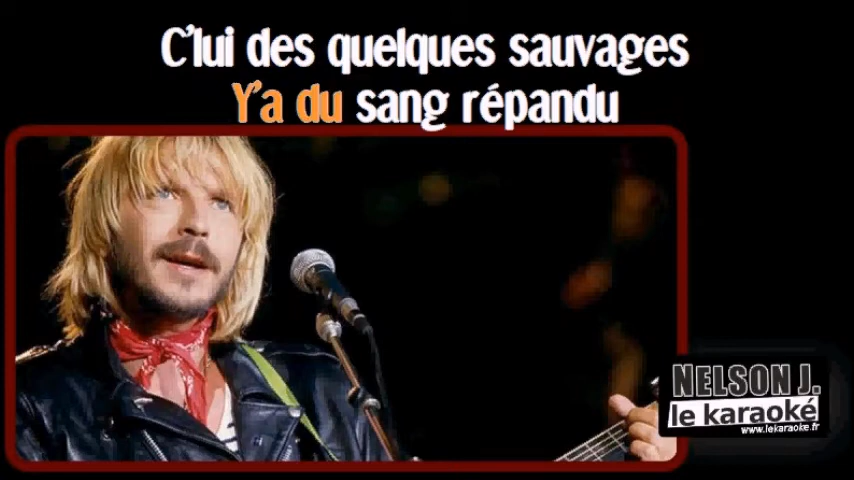 C'lui des quelques sauvages
Y'a du sang répandu
NELSON J.
le karaoké
www.lekaraoke.fr